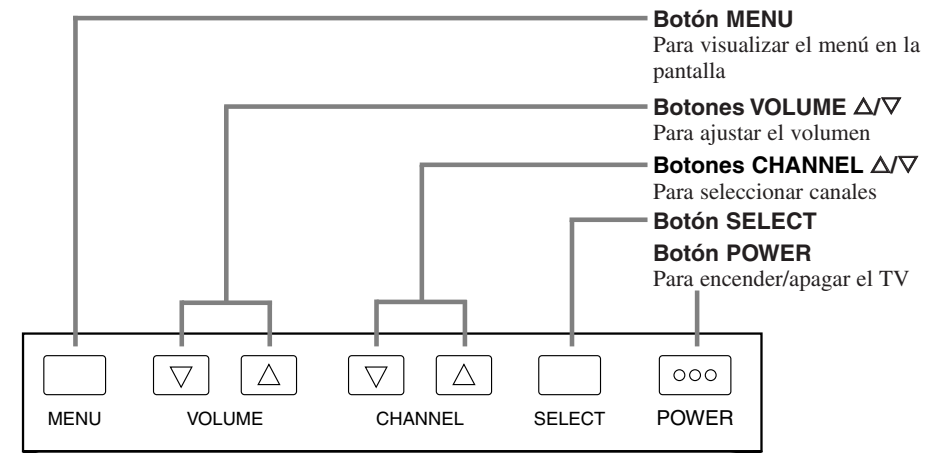 Botón MENU
Para visualizar el menú en la
pantalla
Botones VOLUME △/▽
Para ajustar el volumen
Botones CHANNEL △/▽
Para seleccionar canales
Botón SELECT
Botón POWER
Para encender/apagar el TV
MENU VOLUME CHANNEL SELECT POWER